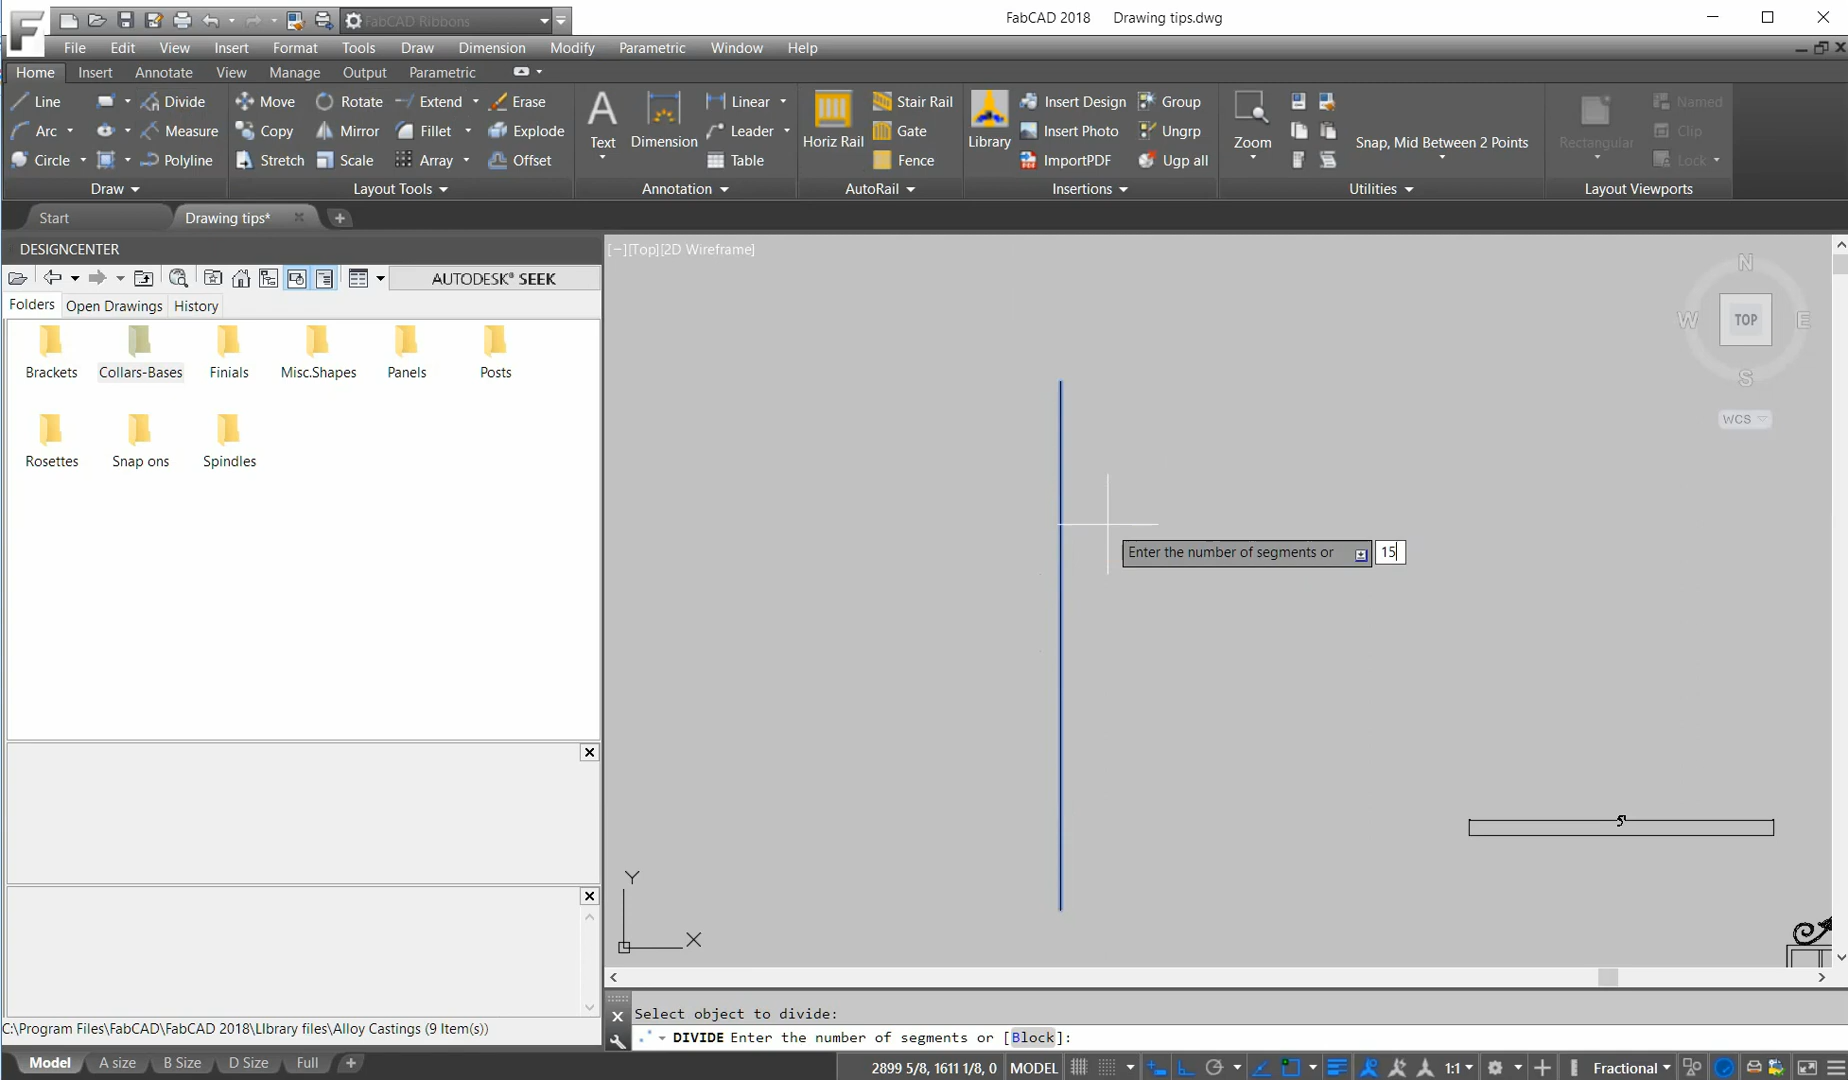 F
FabCAD Ribbons
FabCAD 2018 Drawing tips.dwg
File Edit View Insert Format Tools Draw Dimension Modify Parametric Window Help
Home Insert Annotate View Manage Output Parametric
Line Divide Move Rotate Extend Erase Linear Stair Rail Insert Design Group Named
Arc Measure Copy Mirror Fillet Explode Text Dimension Leader Horiz Rail Gate Library Insert Photo Ungrp Zoom Snap, Mid Between 2 Points Rectangular Clip
Circle Polyline Stretch Scale Array Offset Table Fence ImportPDF Ugp all Lock
Draw Layout Tools Annotation AutoRail Insertions Utilities Layout Viewports
Start Drawing tips*
DESIGNCENTER
[−][Top][2D Wireframe]
AUTODESK® SEEK
Folders Open Drawings History
Brackets Collars-Bases Finials Misc.Shapes Panels Posts
Rosettes Snap ons Spindles
N
W TOP E
S
WCS
Enter the number of segments or 15
Y
X
C:\Program Files\FabCAD\FabCAD 2018\LIbrary files\Alloy Castings (9 Item(s))
Select object to divide:
DIVIDE Enter the number of segments or [Block]:
Model A size B Size D Size Full
2899 5/8, 1611 1/8, 0 MODEL 1:1 Fractional